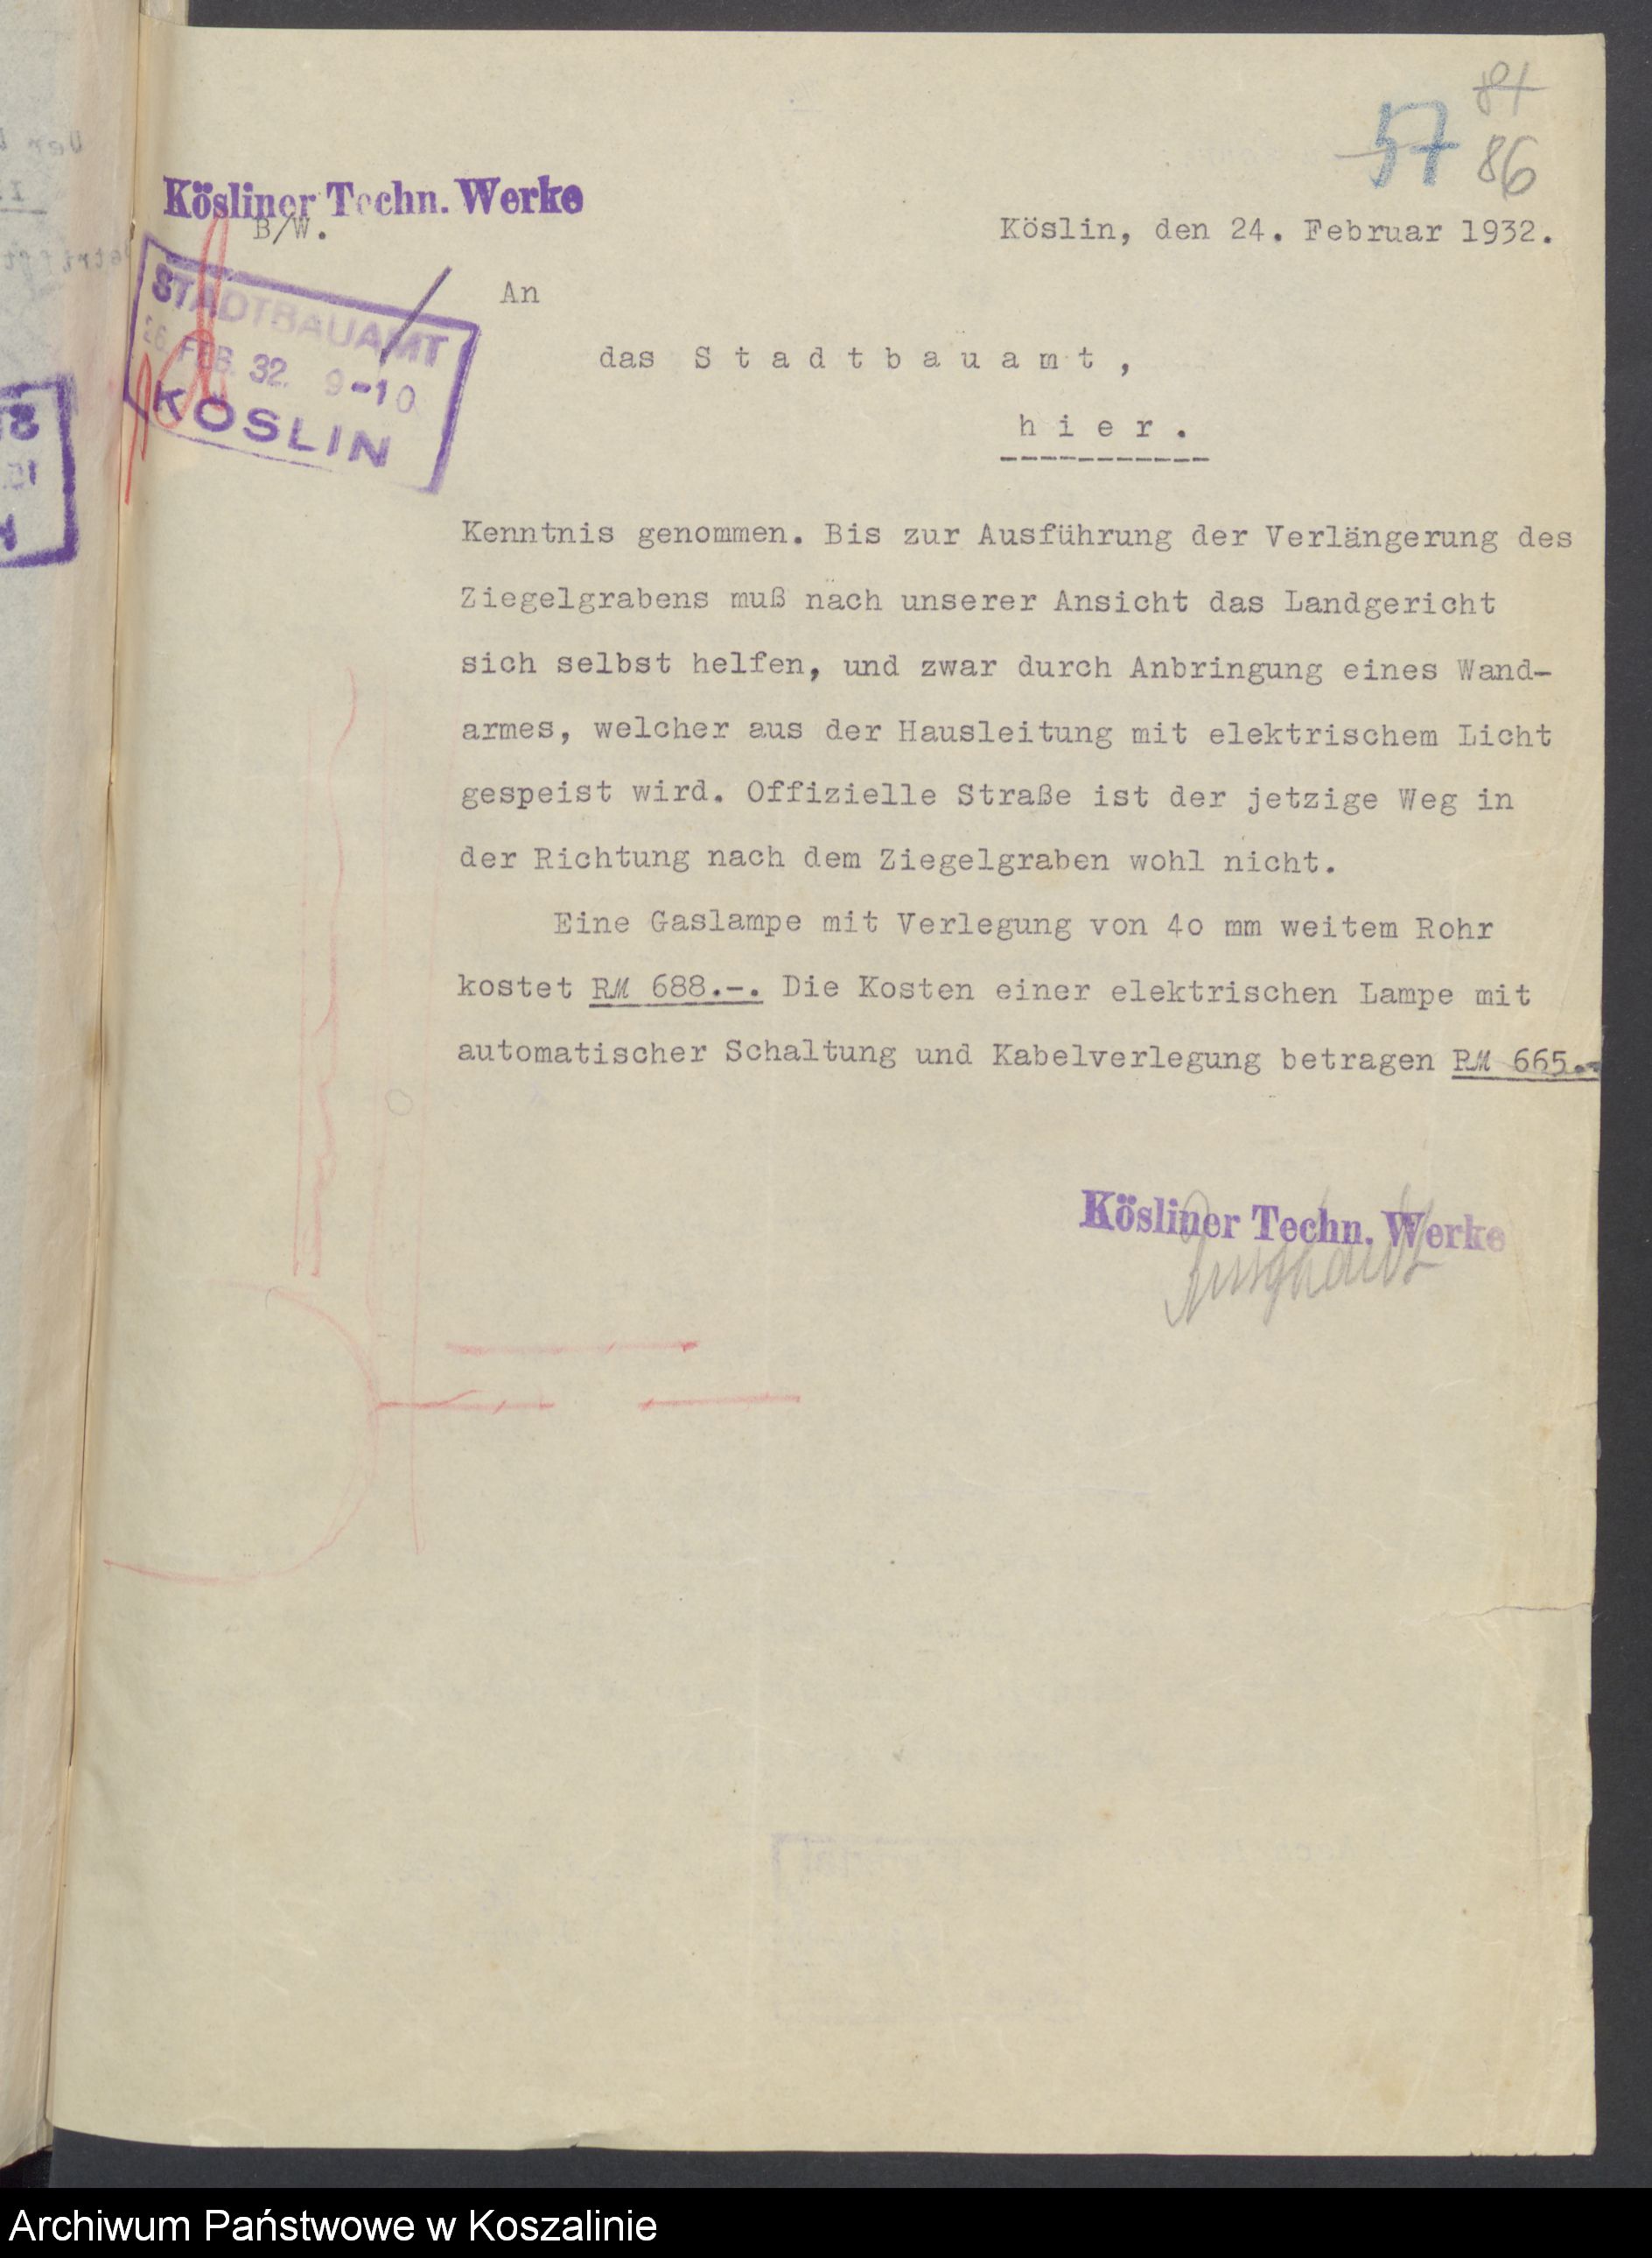 57 86
Kösliner Techn. Werke
B/W.
Köslin, den 24. Februar 1932.
STADTBAUAMT
26. FEB. 32. 9-10
KÖSLIN
An
das Stadtbauamt,
hier.
Kenntnis genommen. Bis zur Ausführung der Verlängerung des
Ziegelgrabens muß nach unserer Ansicht das Landgericht
sich selbst helfen, und zwar durch Anbringung eines Wand-
armes, welcher aus der Hausleitung mit elektrischem Licht
gespeist wird. Offizielle Straße ist der jetzige Weg in
der Richtung nach dem Ziegelgraben wohl nicht.
Eine Gaslampe mit Verlegung von 4o mm weitem Rohr
kostet RM 688.-. Die Kosten einer elektrischen Lampe mit
automatischer Schaltung und Kabelverlegung betragen RM 665.-
Kösliner Techn. Werke
Archiwum Państwowe w Koszalinie